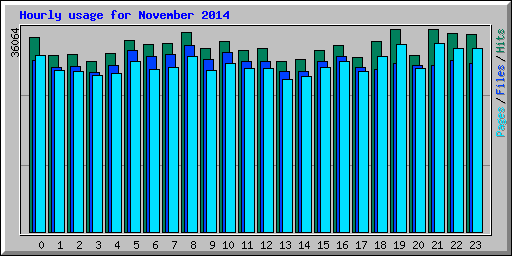 Hourly usage for November 2014
36064
Pages/Files/Hits
0 1 2 3 4 5 6 7 8 9 10 11 12 13 14 15 16 17 18 19 20 21 22 23